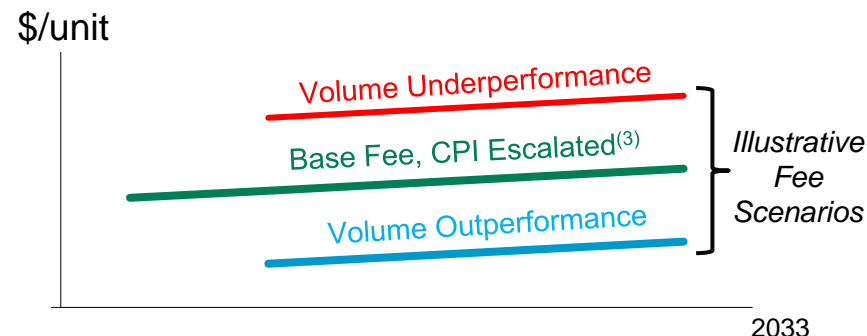 $/unit
Volume Underperformance
Base Fee, CPI Escalated(3)
Volume Outperformance
Illustrative
Fee
Scenarios
2033